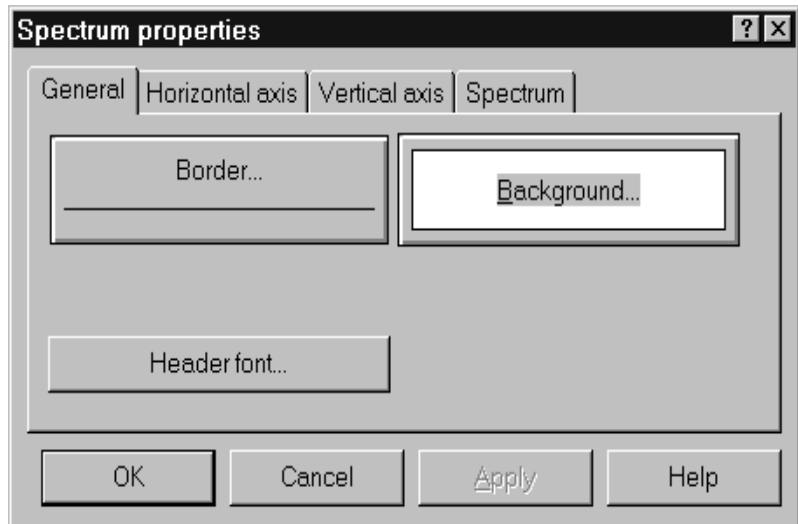 Spectrum properties
General Horizontal axis Vertical axis Spectrum
Border...
Background...
Header font...
OK Cancel Apply Help